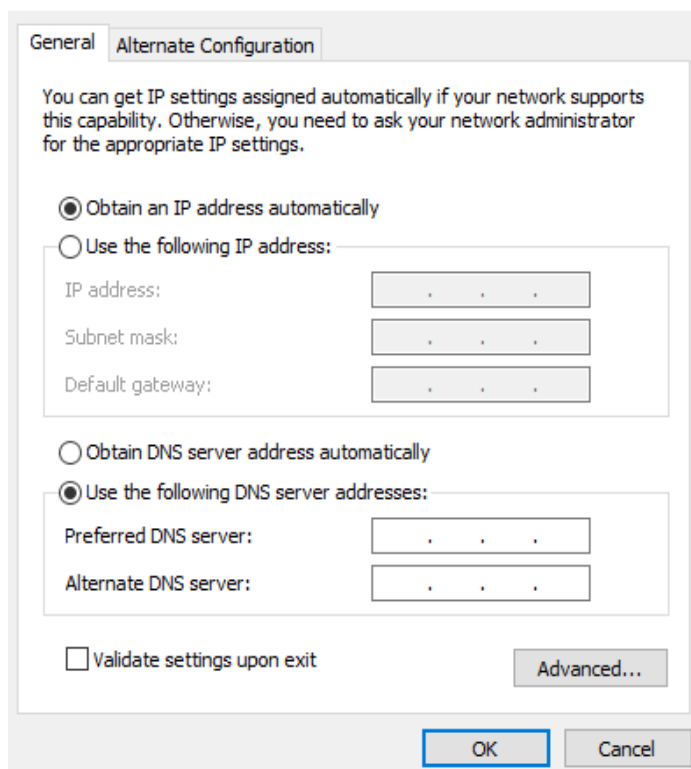 General
Alternate Configuration
You can get IP settings assigned automatically if your network supports
this capability. Otherwise, you need to ask your network administrator
for the appropriate IP settings.
Obtain an IP address automatically
Use the following IP address:
IP address:
. . .
Subnet mask:
. . .
Default gateway:
. . .
Obtain DNS server address automatically
Use the following DNS server addresses:
Preferred DNS server:
. . .
Alternate DNS server:
. . .
Validate settings upon exit
Advanced...
OK
Cancel